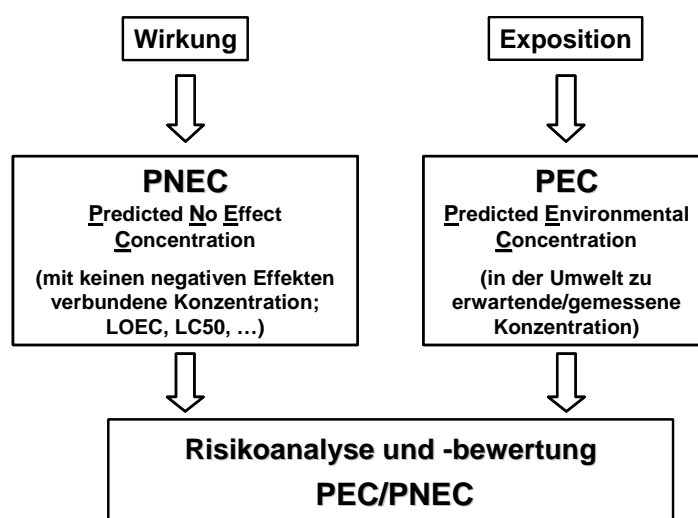 Wirkung
Exposition
PNEC
Predicted No Effect
Concentration
(mit keinen negativen Effekten
verbundene Konzentration;
LOEC, LC50, …)
PEC
Predicted Environmental
Concentration
(in der Umwelt zu
erwartende/gemessene
Konzentration)
Risikoanalyse und -bewertung
PEC/PNEC